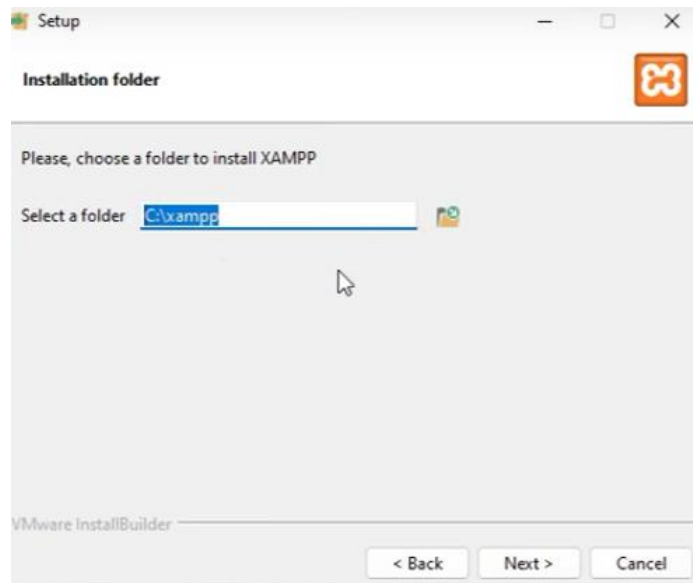 Setup
Installation folder
Please, choose a folder to install XAMPP
Select a folder C:\xampp
VMware InstallBuilder
< Back Next > Cancel